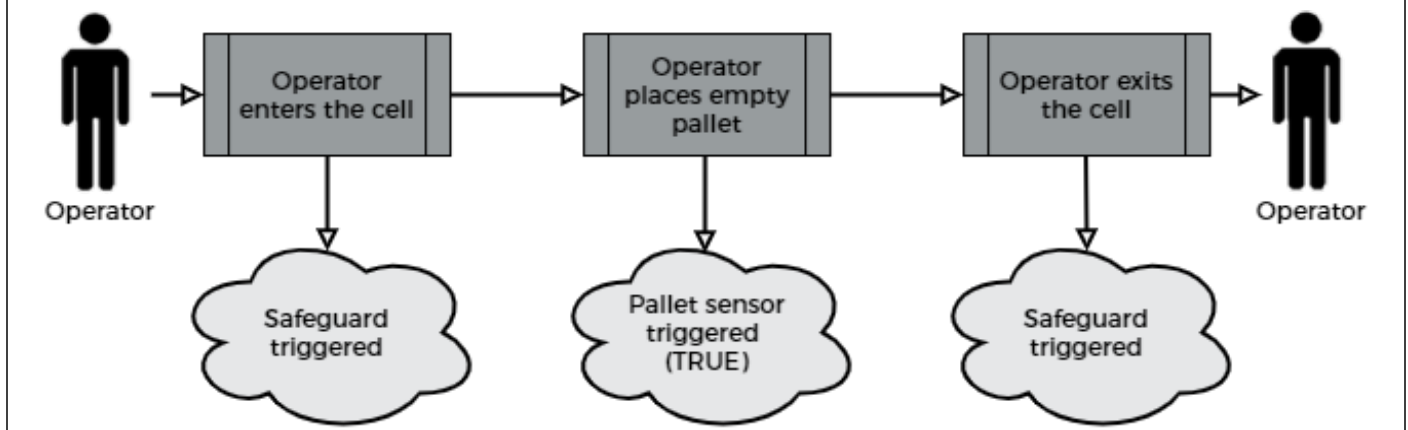 Operator
enters the cell
Operator
places empty
pallet
Operator exits
the cell
Operator
Operator
Safeguard
triggered
Pallet sensor
triggered
(TRUE)
Safeguard
triggered